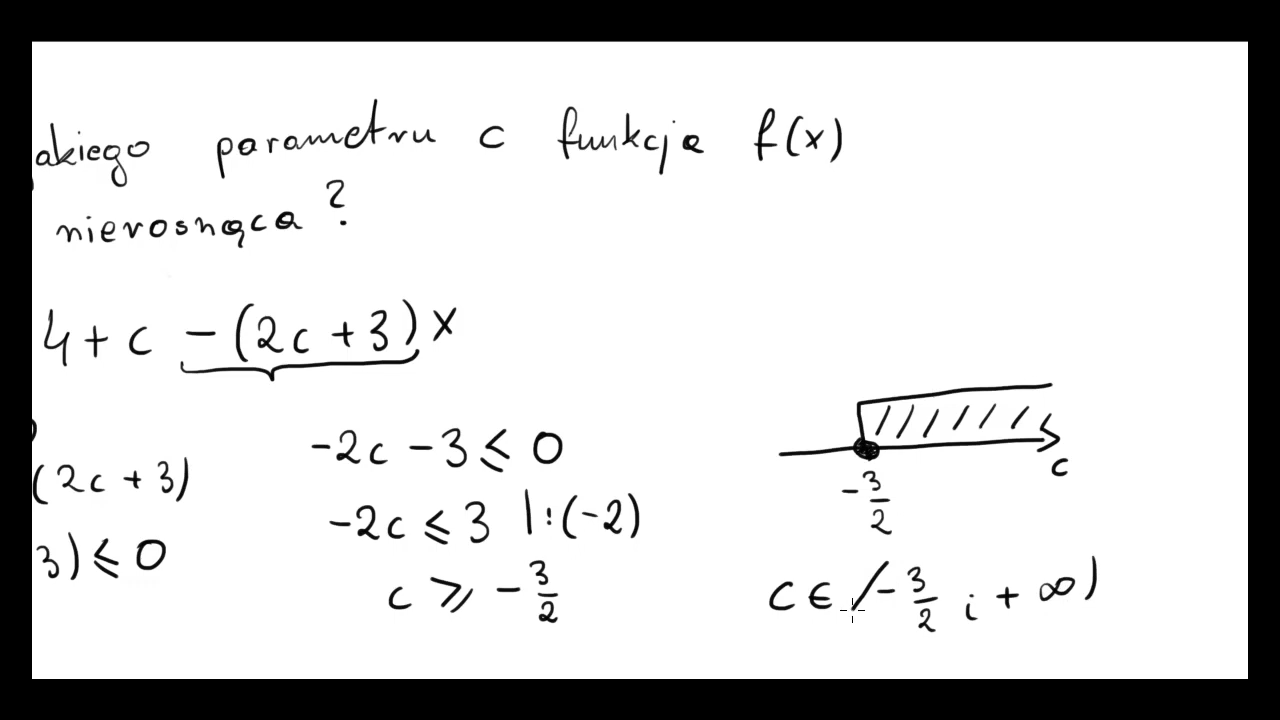 jakiego parametru c funkcja f(x)
nierosnąca?
4 + c - (2c + 3) x
-2c - 3 ⩽ 0
(2c + 3)
-2c ⩽ 3 | : (-2)
3) ⩽ 0
c ⩾ - 3/2
c
- 3/2
c ∈ ⟨- 3/2 ; + ∞)